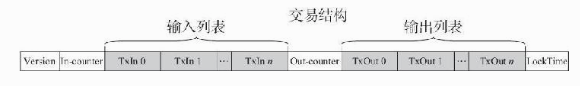 交易结构
输入列表 输出列表
Version In-counter TxIn 0 TxIn 1 ··· TxIn n Out-counter TxOut 0 TxOut 1 ··· TxOut n LockTime